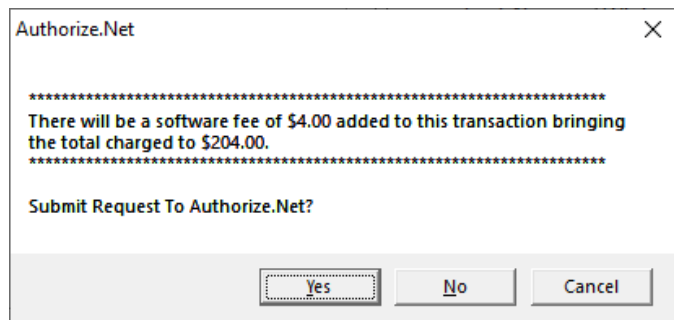 Authorize.Net
***********************************************************************
There will be a software fee of $4.00 added to this transaction bringing
the total charged to $204.00.
***********************************************************************
Submit Request To Authorize.Net?
Yes
No
Cancel